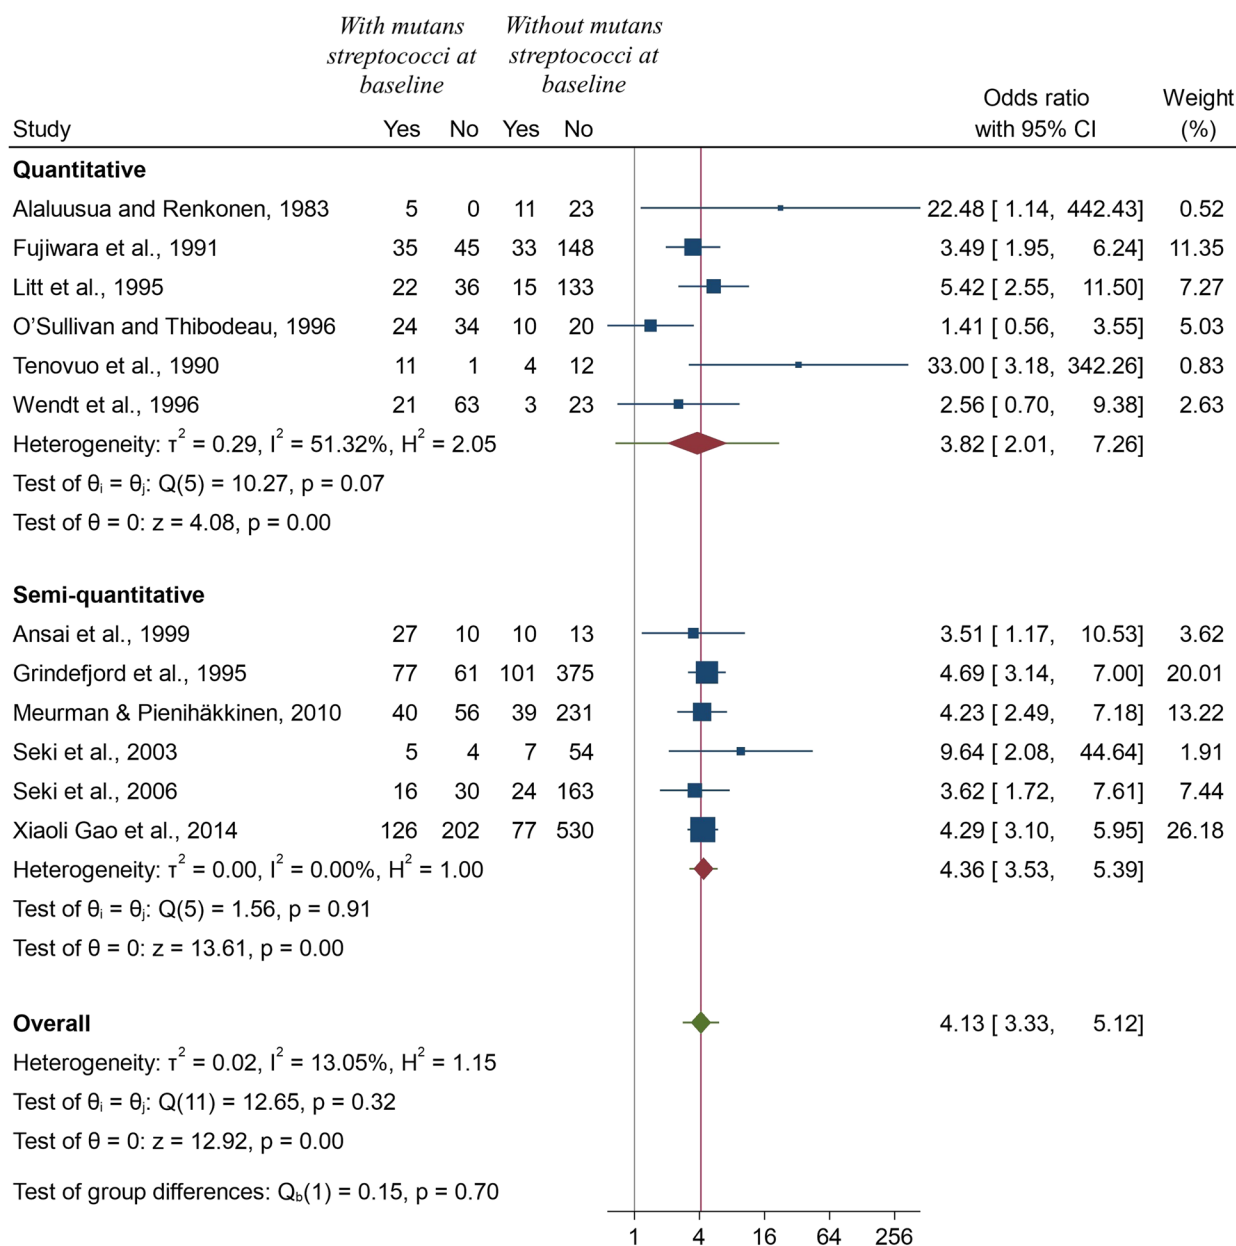 With mutans Without mutans
streptococci at streptococci at
baseline baseline
Odds ratio Weight
Study Yes No Yes No with 95% CI (%)
Quantitative
Alaluusua and Renkonen, 1983 5 0 11 23 22.48 [ 1.14, 442.43] 0.52
Fujiwara et al., 1991 35 45 33 148 3.49 [ 1.95, 6.24] 11.35
Litt et al., 1995 22 36 15 133 5.42 [ 2.55, 11.50] 7.27
O’Sullivan and Thibodeau, 1996 24 34 10 20 1.41 [ 0.56, 3.55] 5.03
Tenovuo et al., 1990 11 1 4 12 33.00 [ 3.18, 342.26] 0.83
Wendt et al., 1996 21 63 3 23 2.56 [ 0.70, 9.38] 2.63
Heterogeneity: τ² = 0.29, I² = 51.32%, H² = 2.05 3.82 [ 2.01, 7.26]
Test of θᵢ = θⱼ: Q(5) = 10.27, p = 0.07
Test of θ = 0: z = 4.08, p = 0.00
Semi-quantitative
Ansai et al., 1999 27 10 10 13 3.51 [ 1.17, 10.53] 3.62
Grindefjord et al., 1995 77 61 101 375 4.69 [ 3.14, 7.00] 20.01
Meurman & Pienihäkkinen, 2010 40 56 39 231 4.23 [ 2.49, 7.18] 13.22
Seki et al., 2003 5 4 7 54 9.64 [ 2.08, 44.64] 1.91
Seki et al., 2006 16 30 24 163 3.62 [ 1.72, 7.61] 7.44
Xiaoli Gao et al., 2014 126 202 77 530 4.29 [ 3.10, 5.95] 26.18
Heterogeneity: τ² = 0.00, I² = 0.00%, H² = 1.00 4.36 [ 3.53, 5.39]
Test of θᵢ = θⱼ: Q(5) = 1.56, p = 0.91
Test of θ = 0: z = 13.61, p = 0.00
Overall 4.13 [ 3.33, 5.12]
Heterogeneity: τ² = 0.02, I² = 13.05%, H² = 1.15
Test of θᵢ = θⱼ: Q(11) = 12.65, p = 0.32
Test of θ = 0: z = 12.92, p = 0.00
Test of group differences: Q_b(1) = 0.15, p = 0.70
1 4 16 64 256